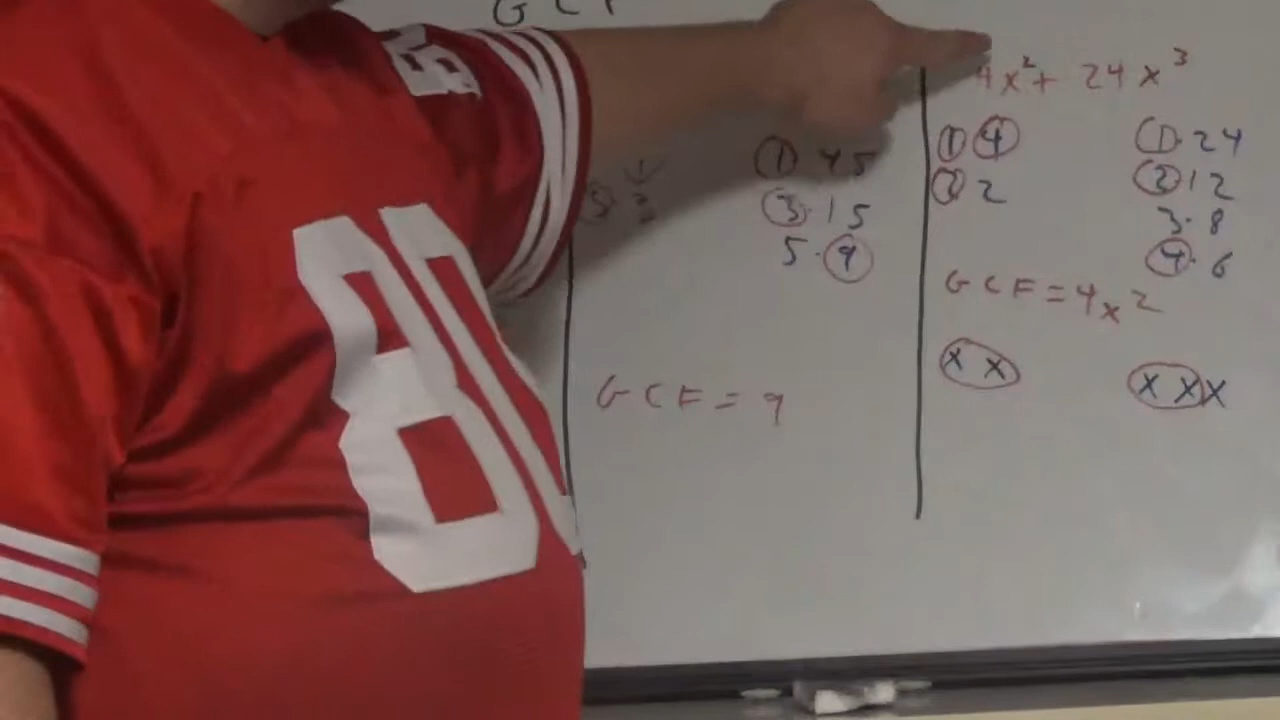 GCF
4x² + 24x³
① · 45
③ · 15
5 · ⑨
GCF = 9
① ④
② 2
① · 24
② · 12
3 · 8
④ · 6
GCF = 4x²
x x
x x x